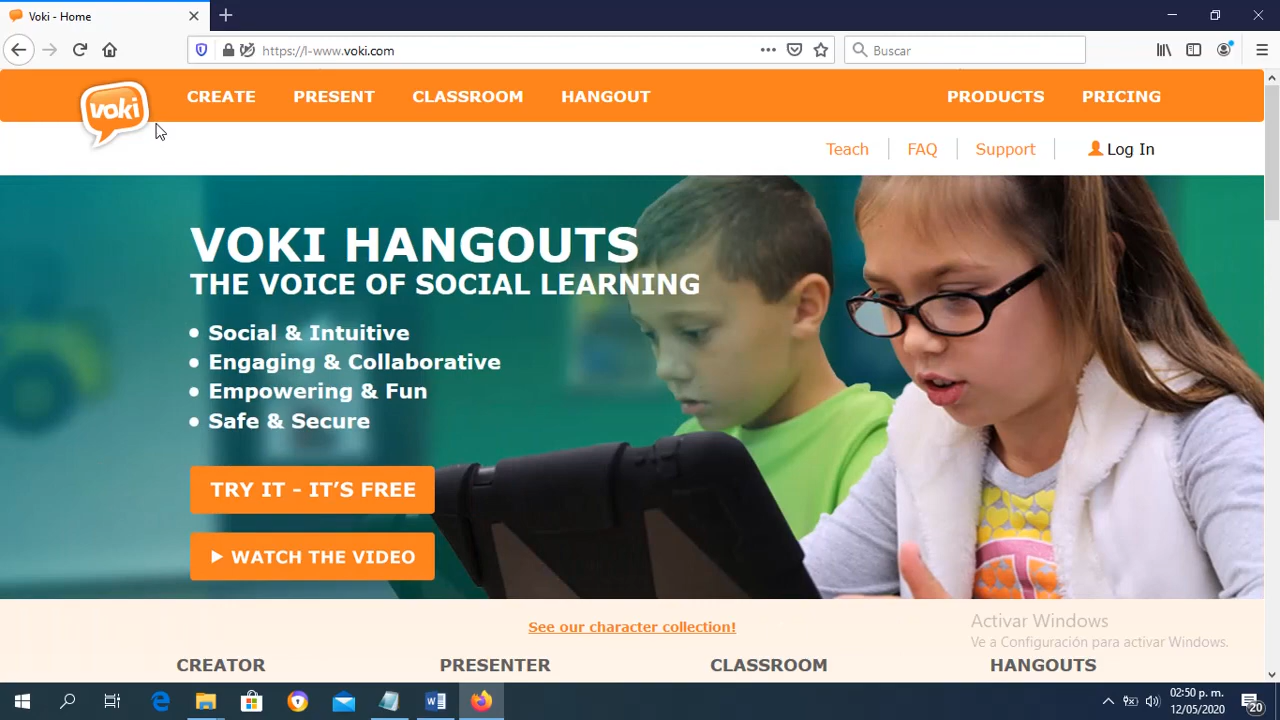 Voki - Home
https://l-www.voki.com
Buscar
voki
CREATE
PRESENT
CLASSROOM
HANGOUT
PRODUCTS
PRICING
Teach
FAQ
Support
Log In
VOKI HANGOUTS
THE VOICE OF SOCIAL LEARNING
• Social & Intuitive
• Engaging & Collaborative
• Empowering & Fun
• Safe & Secure
TRY IT - IT'S FREE
WATCH THE VIDEO
See our character collection!
Activar Windows
Ve a Configuración para activar Windows.
CREATOR
PRESENTER
CLASSROOM
HANGOUTS
02:50 p. m.
12/05/2020
20